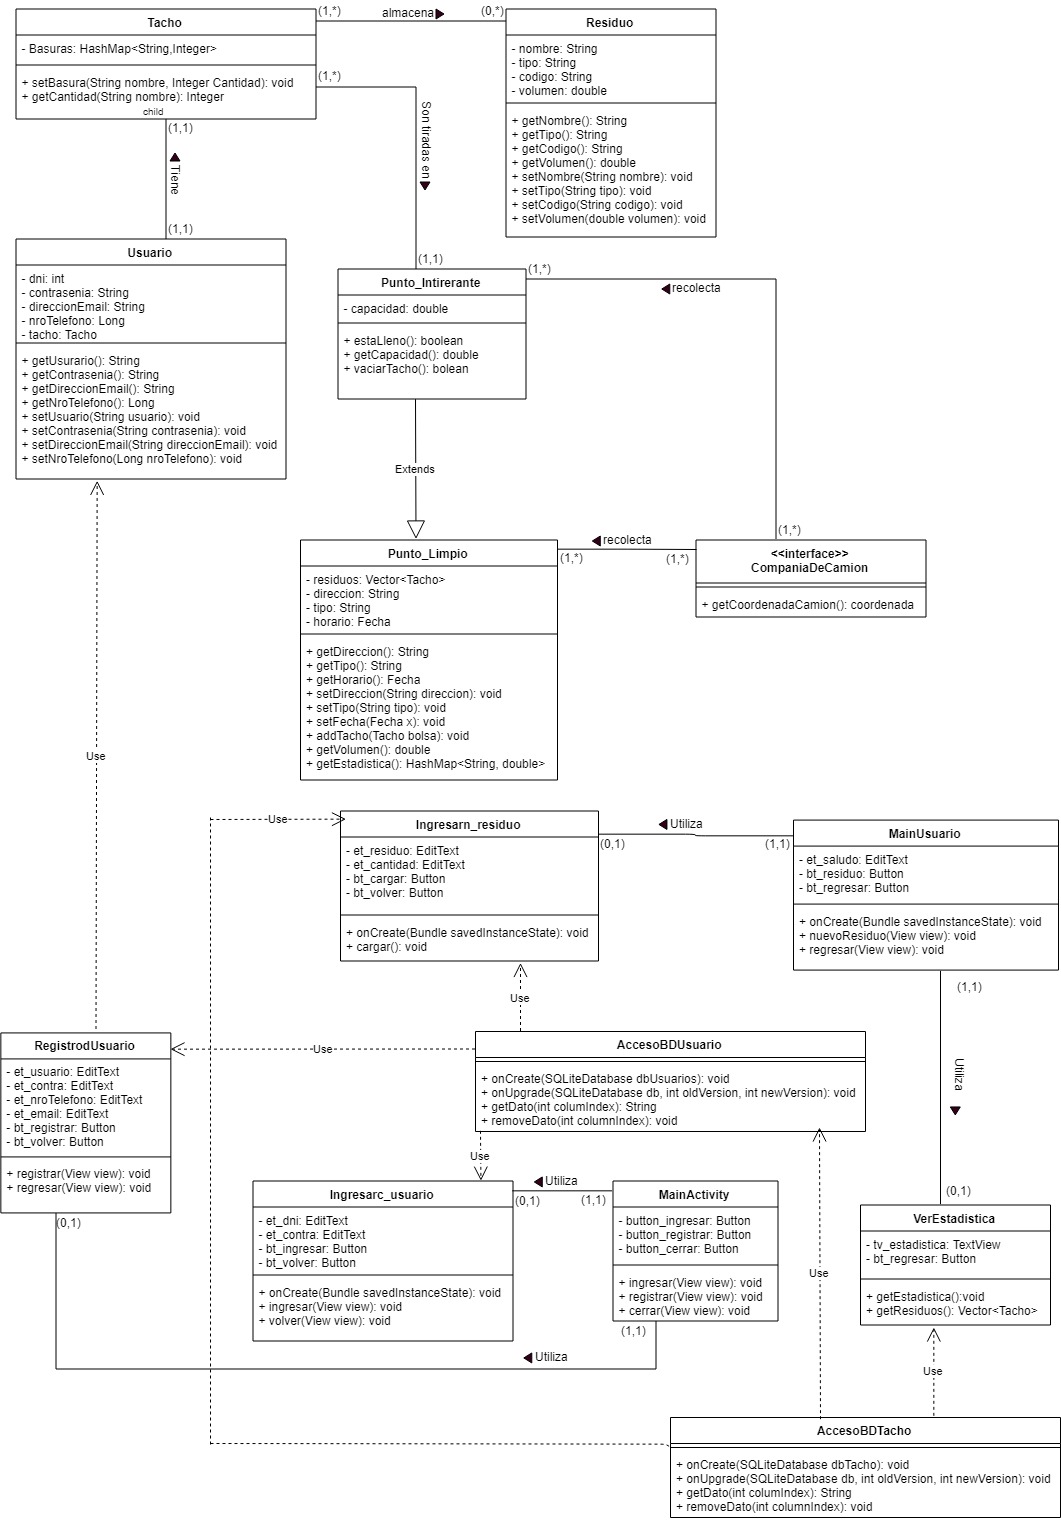 Tacho
- Basuras: HashMap<String,Integer>
+ setBasura(String nombre, Integer Cantidad): void
+ getCantidad(String nombre): Integer
child
(1,*)
almacena
(0,*)
Residuo
- nombre: String
- tipo: String
- codigo: String
- volumen: double
+ getNombre(): String
+ getTipo(): String
+ getCodigo(): String
+ getVolumen(): double
+ setNombre(String nombre): void
+ setTipo(String tipo): void
+ setCodigo(String codigo): void
+ setVolumen(double volumen): void
(1,*)
Son tiradas en
(1,1)
(1,1)
Tiene
(1,1)
Usuario
- dni: int
- contrasenia: String
- direccionEmail: String
- nroTelefono: Long
- tacho: Tacho
+ getUsurario(): String
+ getContrasenia(): String
+ getDireccionEmail(): String
+ getNroTelefono(): Long
+ setUsuario(String usuario): void
+ setContrasenia(String contrasenia): void
+ setDireccionEmail(String direccionEmail): void
+ setNroTelefono(Long nroTelefono): void
Punto_Intirerante
- capacidad: double
+ estaLleno(): boolean
+ getCapacidad(): double
+ vaciarTacho(): bolean
(1,*)
recolecta
(1,*)
Extends
Punto_Limpio
- residuos: Vector<Tacho>
- direccion: String
- tipo: String
- horario: Fecha
+ getDireccion(): String
+ getTipo(): String
+ getHorario(): Fecha
+ setDireccion(String direccion): void
+ setTipo(String tipo): void
+ setFecha(Fecha x): void
+ addTacho(Tacho bolsa): void
+ getVolumen(): double
+ getEstadistica(): HashMap<String, double>
recolecta
(1,*)
(1,*)
<<interface>>
CompaniaDeCamion
+ getCoordenadaCamion(): coordenada
Use
Use
Ingresarn_residuo
- et_residuo: EditText
- et_cantidad: EditText
- bt_cargar: Button
- bt_volver: Button
+ onCreate(Bundle savedInstanceState): void
+ cargar(): void
Utiliza
(0,1)
(1,1)
MainUsuario
- et_saludo: EditText
- bt_residuo: Button
- bt_regresar: Button
+ onCreate(Bundle savedInstanceState): void
+ nuevoResiduo(View view): void
+ regresar(View view): void
(1,1)
Utiliza
(0,1)
Use
RegistrodUsuario
- et_usuario: EditText
- et_contra: EditText
- et_nroTelefono: EditText
- et_email: EditText
- bt_registrar: Button
- bt_volver: Button
+ registrar(View view): void
+ regresar(View view): void
(0,1)
Use
AccesoBDUsuario
+ onCreate(SQLiteDatabase dbUsuarios): void
+ onUpgrade(SQLiteDatabase db, int oldVersion, int newVersion): void
+ getDato(int columIndex): String
+ removeDato(int columnIndex): void
Use
Ingresarc_usuario
- et_dni: EditText
- et_contra: EditText
- bt_ingresar: Button
- bt_volver: Button
+ onCreate(Bundle savedInstanceState): void
+ ingresar(View view): void
+ volver(View view): void
Utiliza
(0,1)
(1,1)
MainActivity
- button_ingresar: Button
- button_registrar: Button
- button_cerrar: Button
+ ingresar(View view): void
+ registrar(View view): void
+ cerrar(View view): void
(1,1)
Utiliza
Use
VerEstadistica
- tv_estadistica: TextView
- bt_regresar: Button
+ getEstadistica():void
+ getResiduos(): Vector<Tacho>
Use
AccesoBDTacho
+ onCreate(SQLiteDatabase dbTacho): void
+ onUpgrade(SQLiteDatabase db, int oldVersion, int newVersion): void
+ getDato(int columIndex): String
+ removeDato(int columnIndex): void